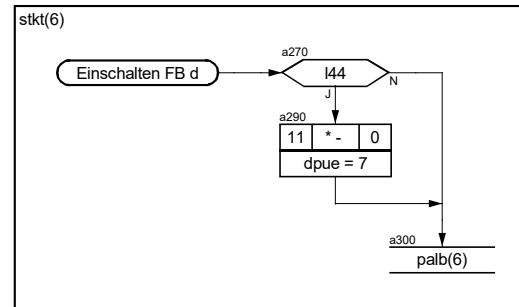 stkt(6)
a270
Einschalten FB d
I44
J
N
a290
11 * - 0
dpue = 7
a300
palb(6)